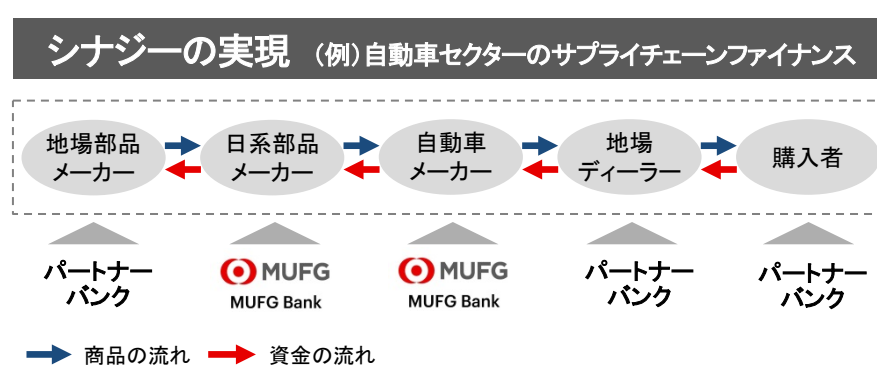 シナジーの実現 （例）自動車セクターのサプライチェーンファイナンス
地場部品
メーカー
日系部品
メーカー
自動車
メーカー
地場
ディーラー
購入者
パートナー
バンク
MUFG
MUFG Bank
MUFG
MUFG Bank
パートナー
バンク
パートナー
バンク
商品の流れ
資金の流れ